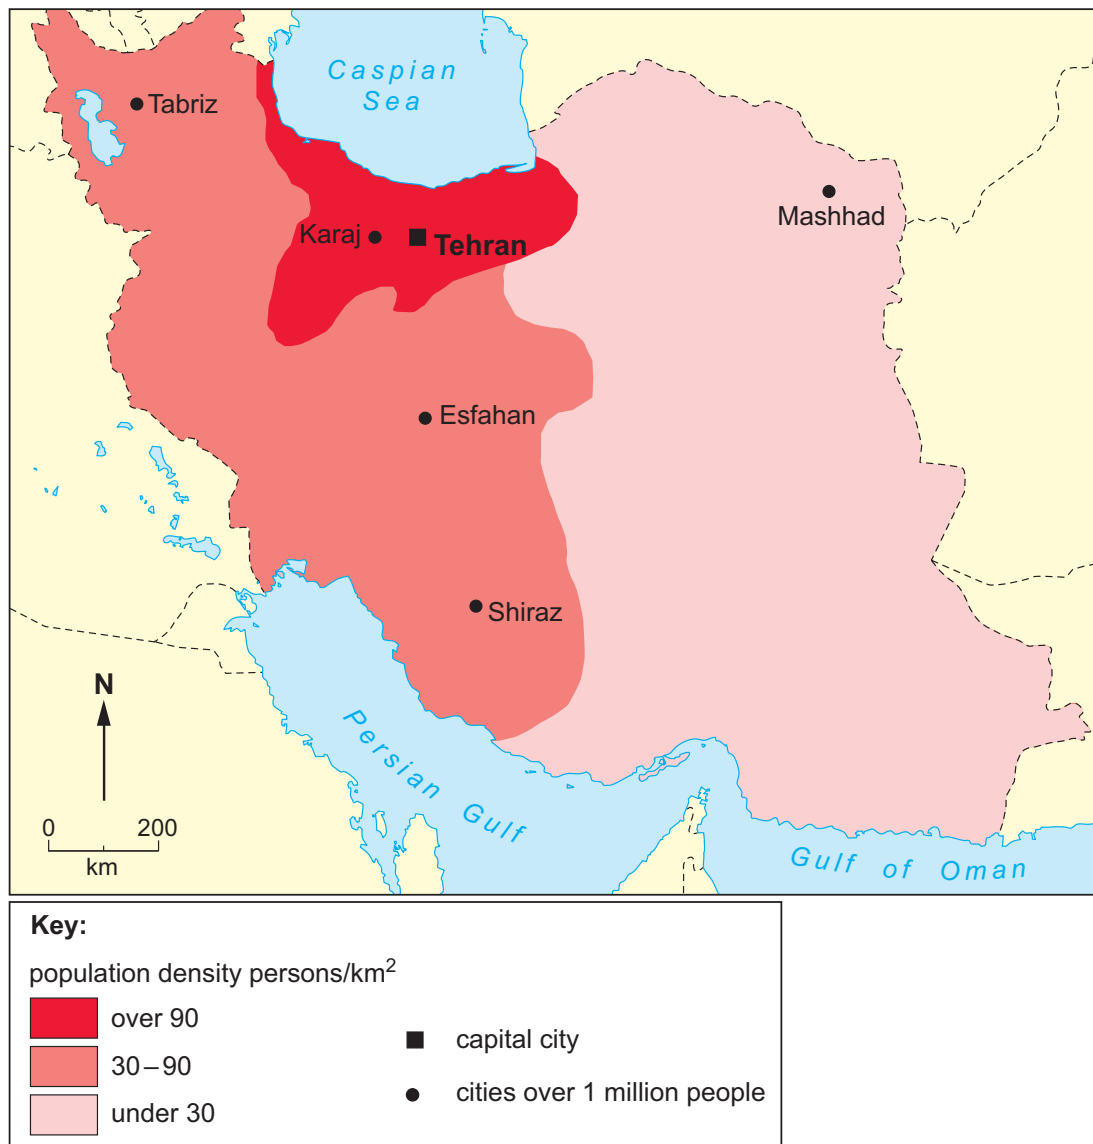 Caspian
Sea
Tabriz
Mashhad
Karaj
Tehran
Esfahan
Shiraz
N
Persian Gulf
0 200
km
Gulf of Oman
Key:
population density persons/km²
over 90
capital city
30–90
cities over 1 million people
under 30